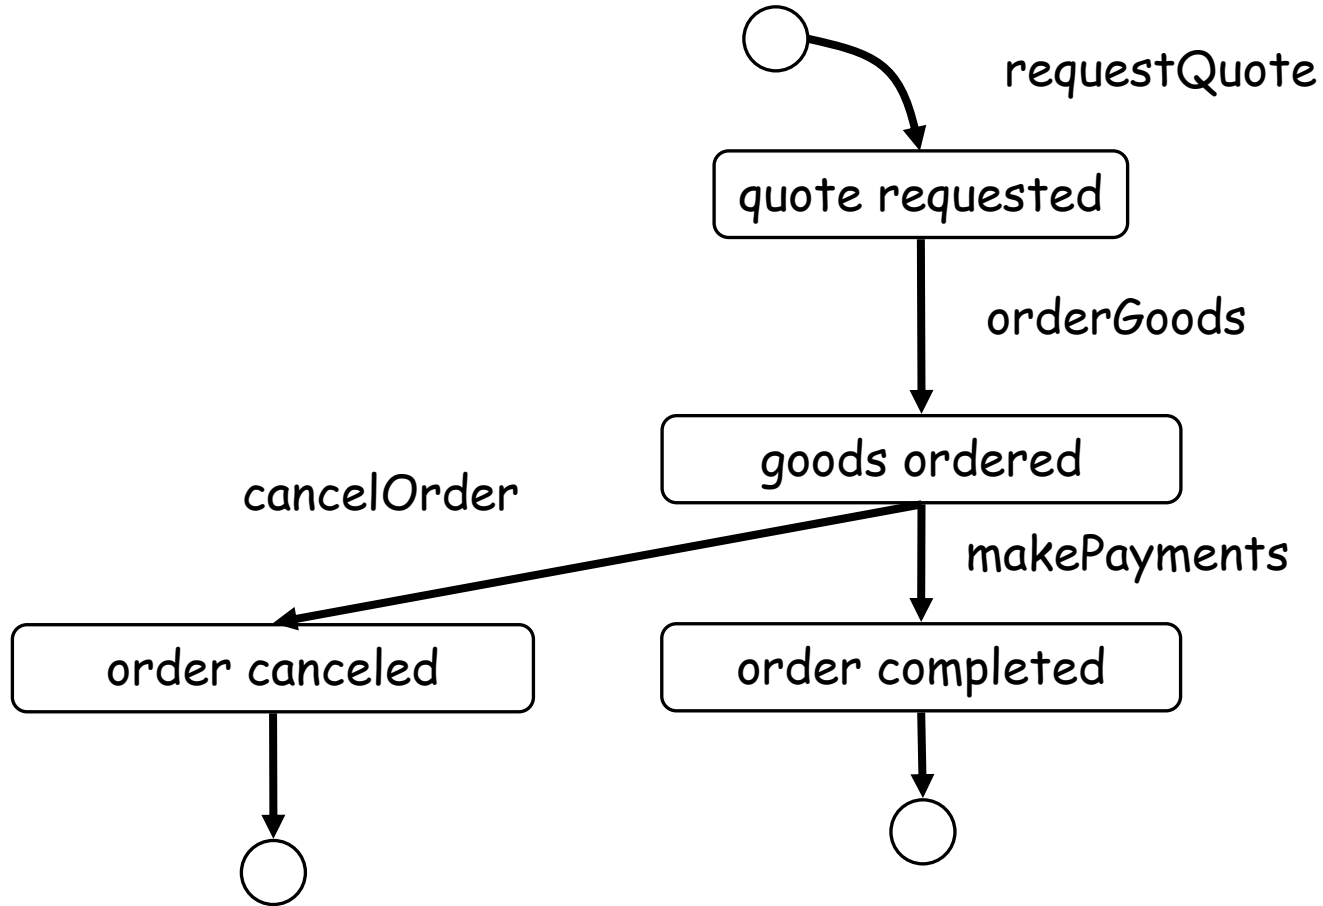 requestQuote
quote requested
orderGoods
goods ordered
cancelOrder
makePayments
order canceled
order completed